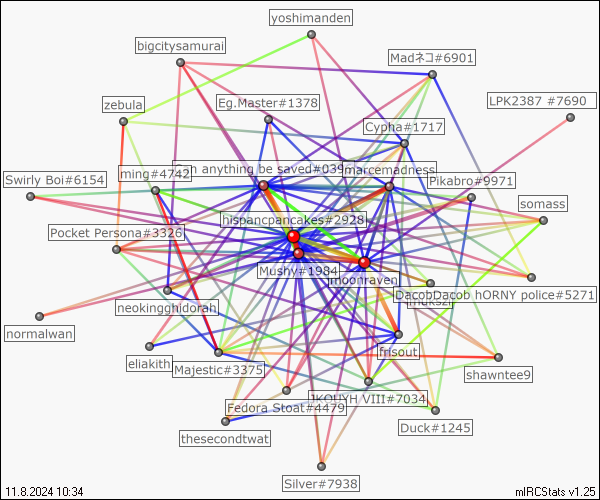 yoshimanden
bigcitysamurai
Madネコ#6901
LPK2387 #7690
zebula
Eg.Master#1378
Cypha#1717
n anything be saved#039
marcemadness
Swirly Boi#6154
ming#4742
Pikabro#9971
somass
hispancpancakes#2928
Pocket Persona#3326
Mushy#1984
moonraven
DacobDacob hORNY police#5271
neokingghidorah
normalwan
frisout
eliakith
Majestic#3375
shawntee9
VIII#7034
Fedora Stoat#4479
Duck#1245
thesecondtwat
Silver#7938
11.8.2024 10:34
mIRCStats v1.25